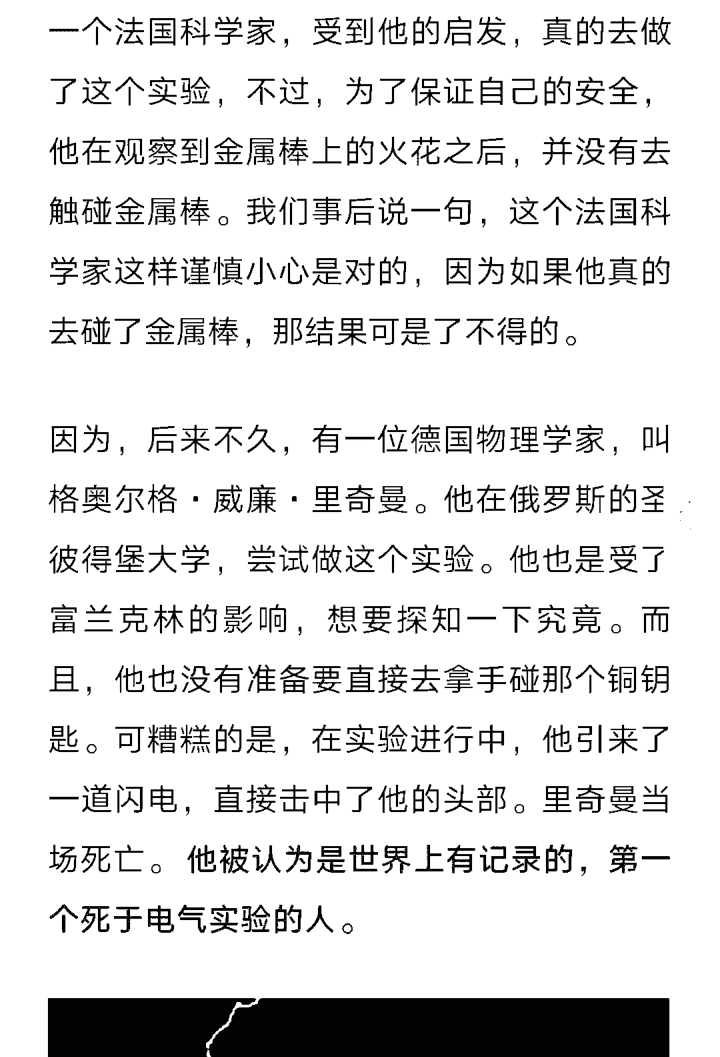 一个法国科学家，受到他的启发，真的去做
了这个实验，不过，为了保证自己的安全，
他在观察到金属棒上的火花之后，并没有去
触碰金属棒。我们事后说一句，这个法国科
学家这样谨慎小心是对的，因为如果他真的
去碰了金属棒，那结果可是了不得的。
因为，后来不久，有一位德国物理学家，叫
格奥尔格·威廉·里奇曼。他在俄罗斯的圣
彼得堡大学，尝试做这个实验。他也是受了
富兰克林的影响，想要探知一下究竟。而
且，他也没有准备要直接去拿手碰那个铜钥
匙。可糟糕的是，在实验进行中，他引来了
一道闪电，直接击中了他的头部。里奇曼当
场死亡。他被认为是世界上有记录的，第一
个死于电气实验的人。